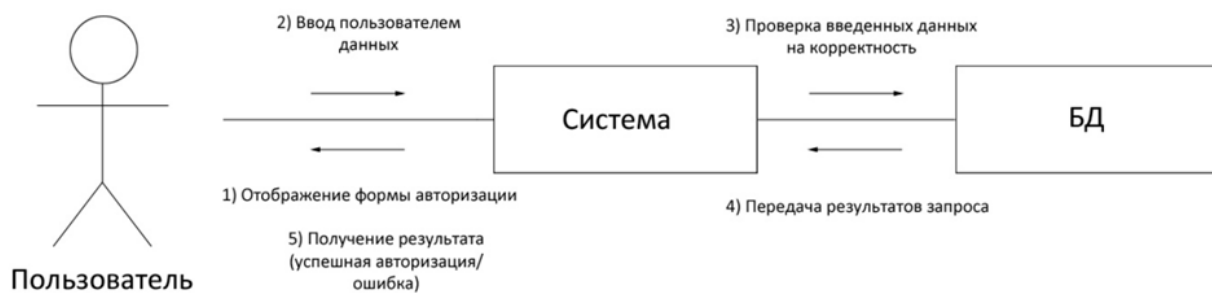 2) Ввод пользователем
данных
3) Проверка введенных данных
на корректность
Система
БД
1) Отображение формы авторизации
4) Передача результатов запроса
5) Получение результата
(успешная авторизация/
ошибка)
Пользователь